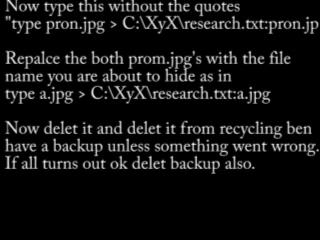 Now type this without the quotes
"type pron.jpg > C:\XyX\research.txt:pron.jp
Repalce the both prom.jpg's with the file
name you are about to hide as in
type a.jpg > C:\XyX\research.txt:a.jpg
Now delet it and delet it from recycling ben
have a backup unless something went wrong.
If all turns out ok delet backup also.